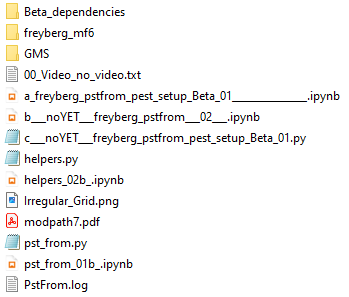 Beta_dependencies
freyberg_mf6
GMS
00_Video_no_video.txt
a_freyberg_pstfrom_pest_setup_Beta_01_______________.ipynb
b___noYET___freyberg_pstfrom___02___.ipynb
c___noYET___freyberg_pstfrom_pest_setup_Beta_01.py
helpers.py
helpers_02b_.ipynb
Irregular_Grid.png
modpath7.pdf
pst_from.py
pst_from_01b_.ipynb
PstFrom.log